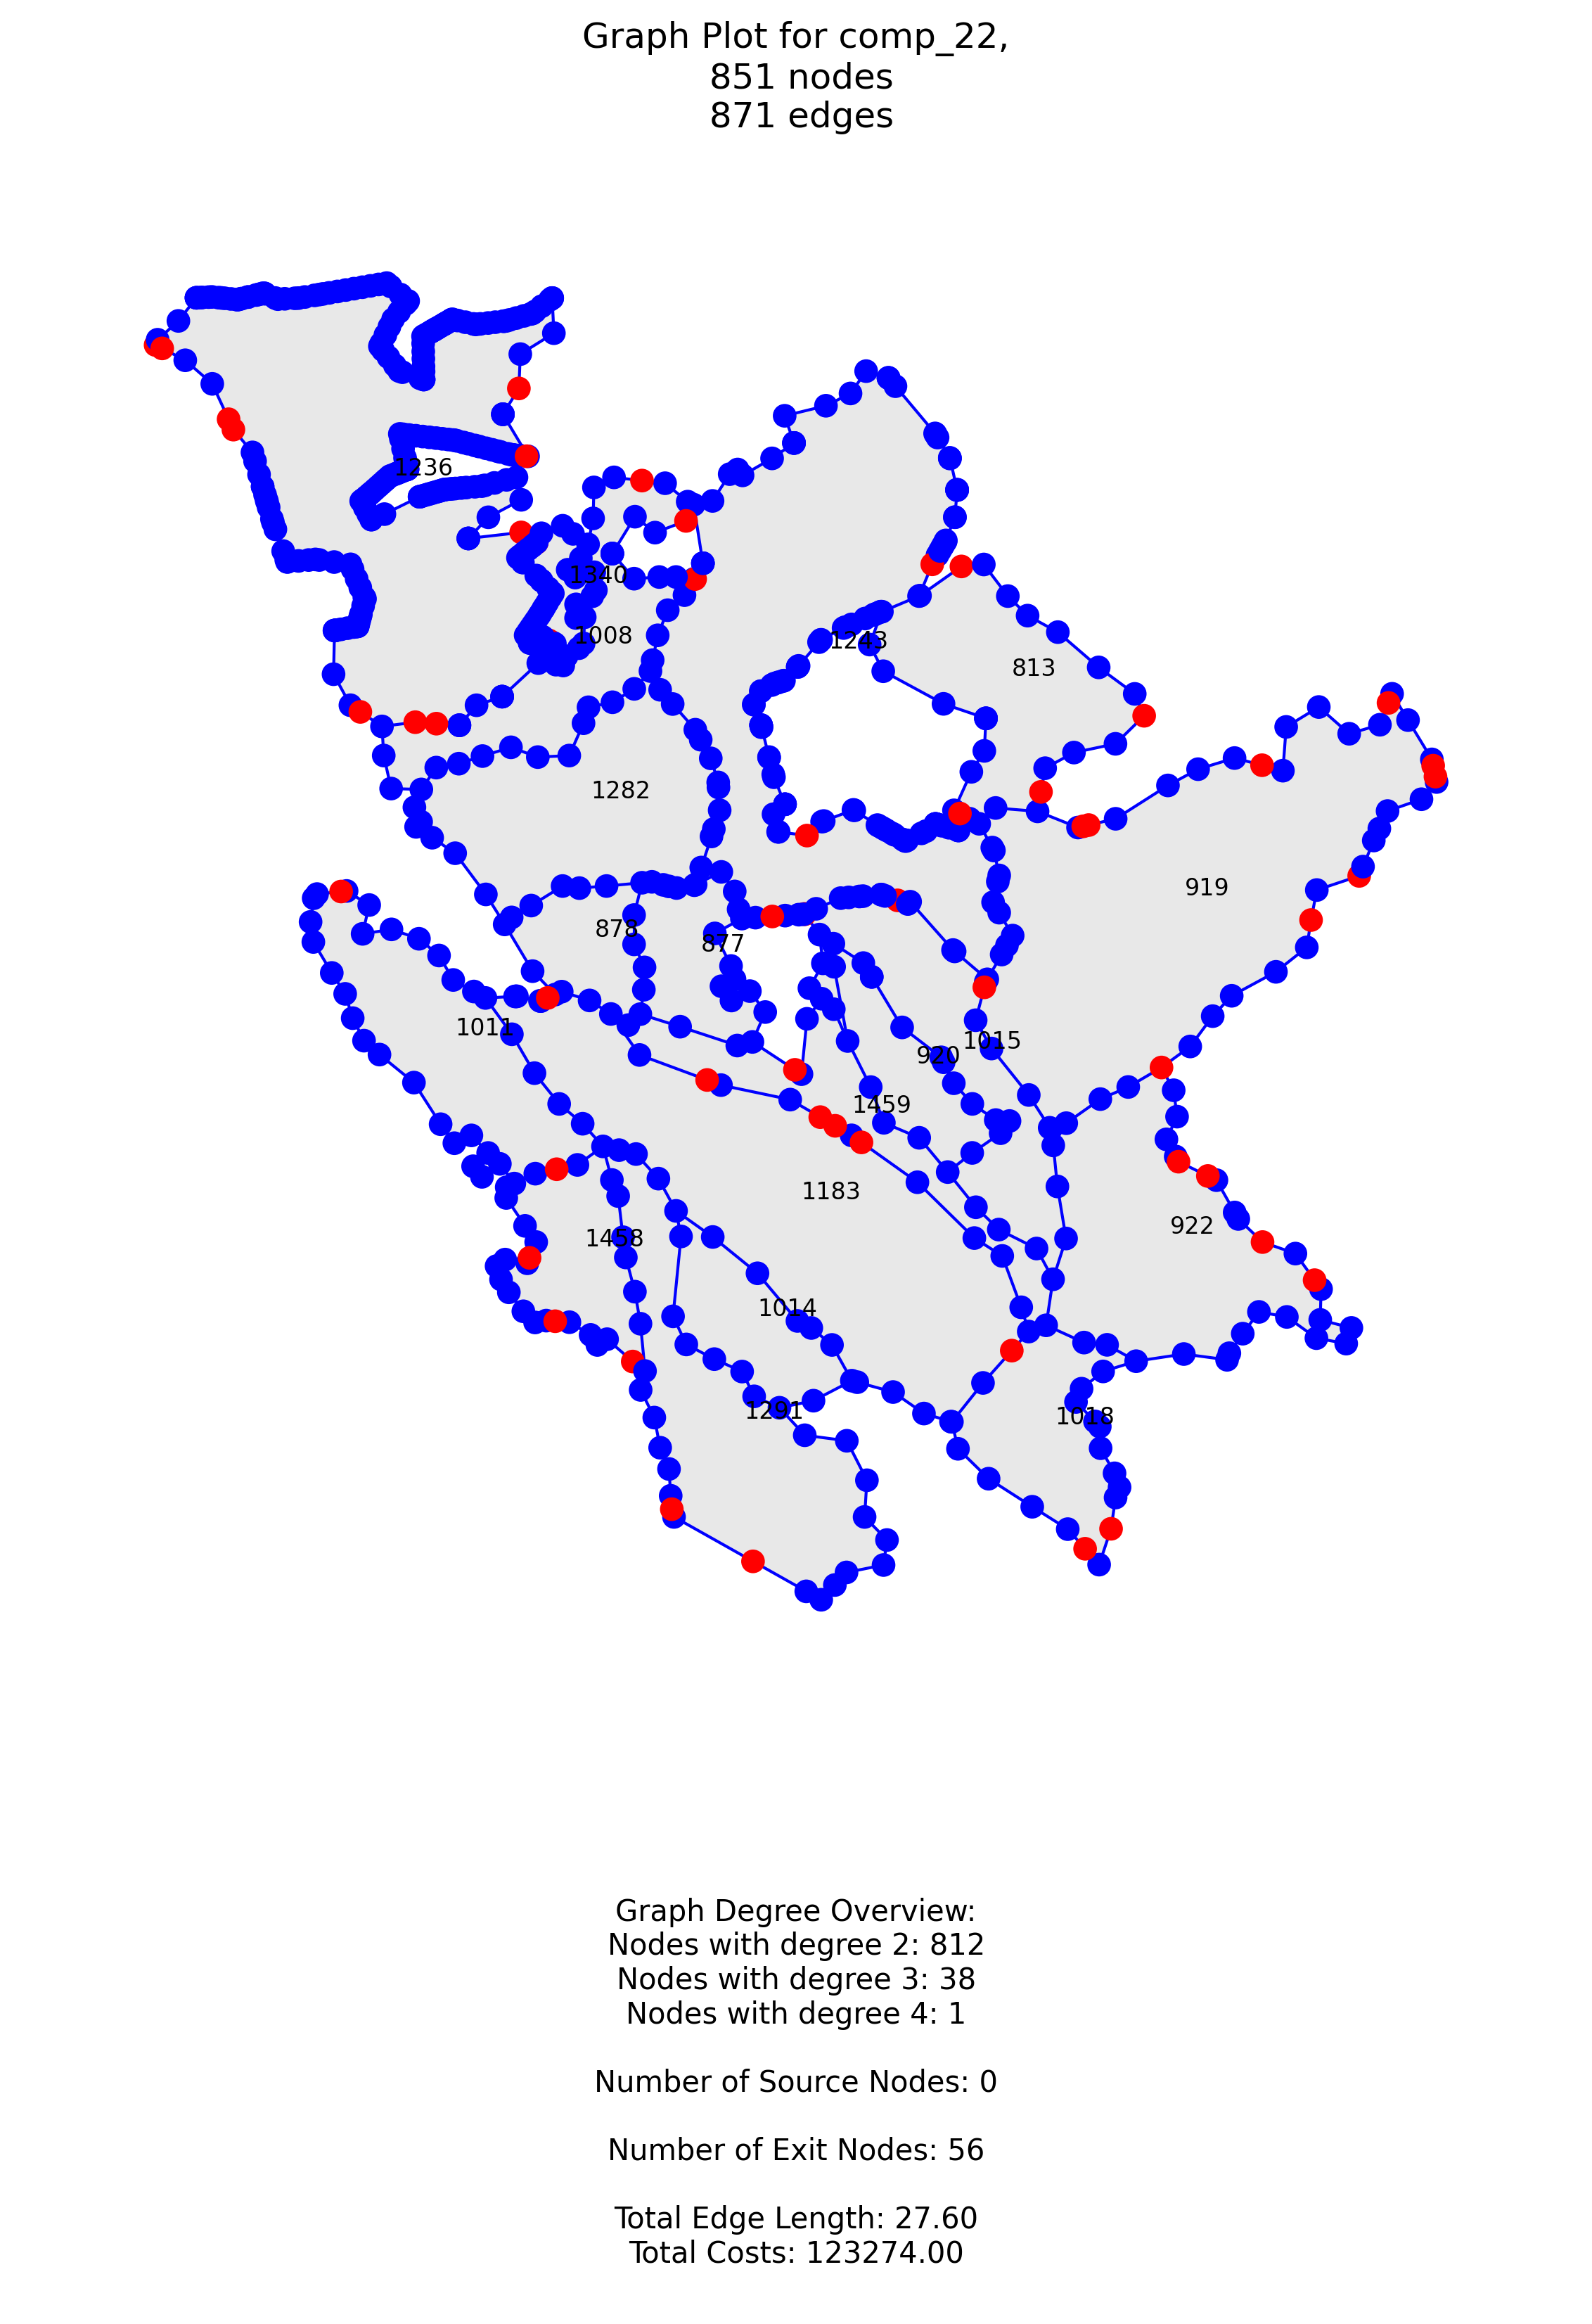 Graph Plot for comp_22,
851 nodes
871 edges
1236
1340
1008
1243
813
1282
919
878
877
1011
1015
920
1459
1183
922
1458
1014
1291
1018
Graph Degree Overview:
Nodes with degree 2: 812
Nodes with degree 3: 38
Nodes with degree 4: 1
Number of Source Nodes: 0
Number of Exit Nodes: 56
Total Edge Length: 27.60
Total Costs: 123274.00